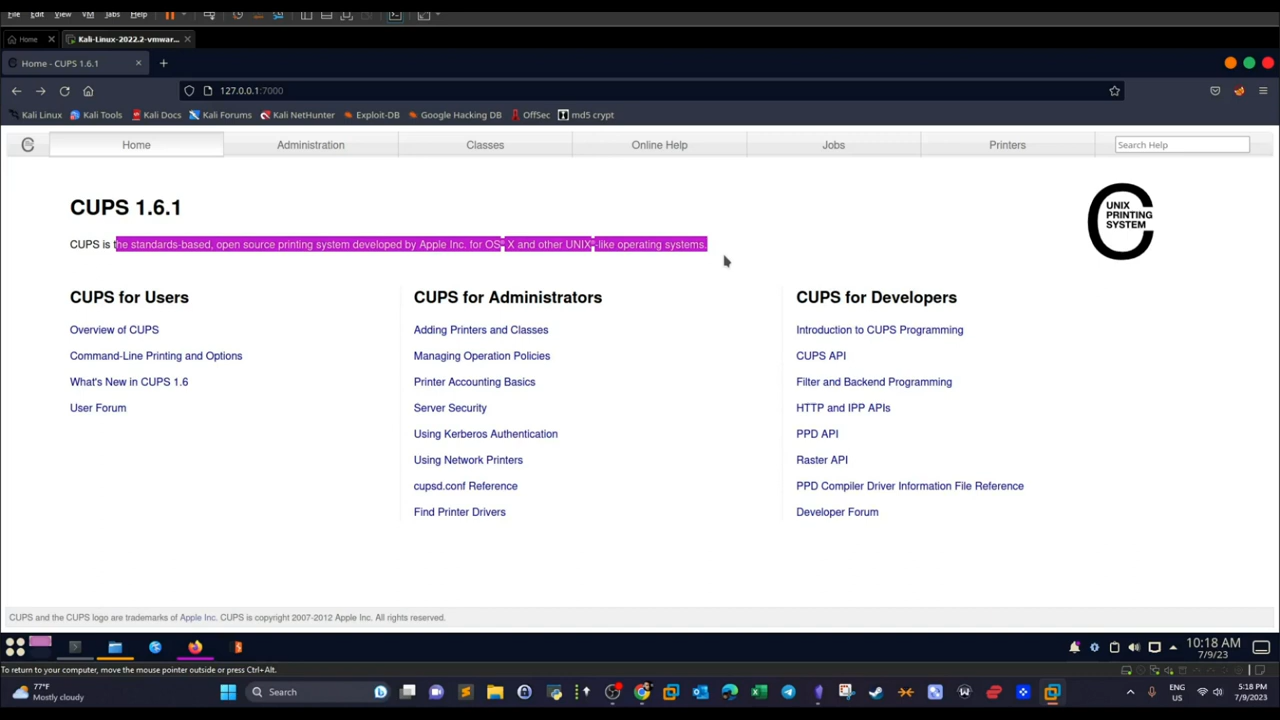 File Edit View VM Jobs Help
Home Kali-Linux-2022.2-vmwar...
Home - CUPS 1.6.1
127.0.0.1:7000
Kali Linux Kali Tools Kali Docs Kali Forums Kali NetHunter Exploit-DB Google Hacking DB OffSec md5 crypt
Home Administration Classes Online Help Jobs Printers Search Help
CUPS 1.6.1
UNIX
PRINTING
SYSTEM
CUPS is the standards-based, open source printing system developed by Apple Inc. for OS® X and other UNIX®-like operating systems.
CUPS for Users
Overview of CUPS
Command-Line Printing and Options
What's New in CUPS 1.6
User Forum
CUPS for Administrators
Adding Printers and Classes
Managing Operation Policies
Printer Accounting Basics
Server Security
Using Kerberos Authentication
Using Network Printers
cupsd.conf Reference
Find Printer Drivers
CUPS for Developers
Introduction to CUPS Programming
CUPS API
Filter and Backend Programming
HTTP and IPP APIs
PPD API
Raster API
PPD Compiler Driver Information File Reference
Developer Forum
CUPS and the CUPS logo are trademarks of Apple Inc. CUPS is copyright 2007-2012 Apple Inc. All rights reserved.
10:18 AM
7/9/23
To return to your computer, move the mouse pointer outside or press Ctrl+Alt.
77°F
Mostly cloudy
Search
ENG
US
5:18 PM
7/9/2023